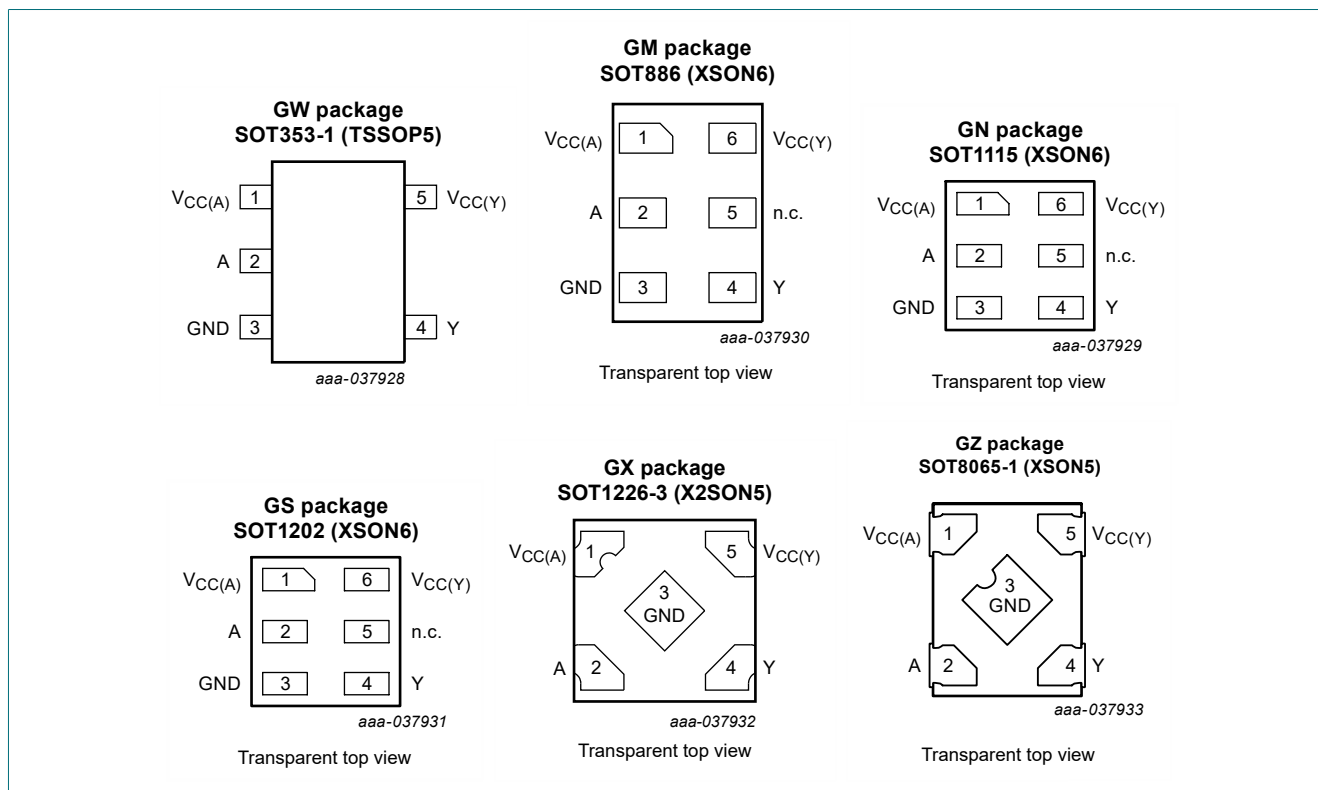 GW package
SOT353-1 (TSSOP5)
VCC(A) 1 5 VCC(Y)
A 2
GND 3 4 Y
aaa-037928
GM package
SOT886 (XSON6)
VCC(A) 1 6 VCC(Y)
A 2 5 n.c.
GND 3 4 Y
aaa-037930
Transparent top view
GN package
SOT1115 (XSON6)
VCC(A) 1 6 VCC(Y)
A 2 5 n.c.
GND 3 4 Y
aaa-037929
Transparent top view
GS package
SOT1202 (XSON6)
VCC(A) 1 6 VCC(Y)
A 2 5 n.c.
GND 3 4 Y
aaa-037931
Transparent top view
GX package
SOT1226-3 (X2SON5)
VCC(A) 1 5 VCC(Y)
3
GND
A 2 4 Y
aaa-037932
Transparent top view
GZ package
SOT8065-1 (XSON5)
VCC(A) 1 5 VCC(Y)
3
GND
A 2 4 Y
aaa-037933
Transparent top view